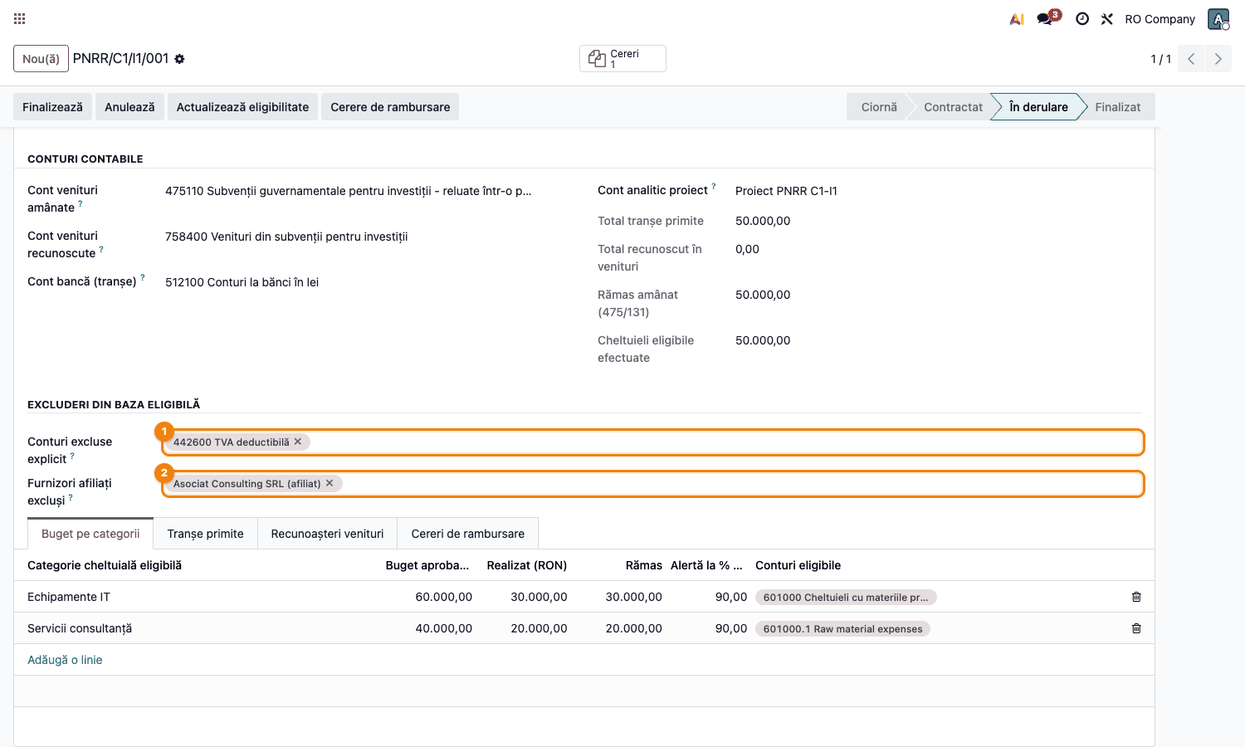 AI
3
RO Company
A
Nou(ă)
PNRR/C1/I1/001
Cereri
1
1 / 1
Finalizează
Anulează
Actualizează eligibilitate
Cerere de rambursare
Ciornă
Contractat
În derulare
Finalizat
CONTURI CONTABILE
Cont venituri
amânate ?
475110 Subvenții guvernamentale pentru investiții - reluate într-o p...
Cont venituri
recunoscute ?
758400 Venituri din subvenții pentru investiții
Cont bancă (tranșe) ?
512100 Conturi la bănci în lei
Cont analitic proiect ?
Proiect PNRR C1-I1
Total tranșe primite
50.000,00
Total recunoscut în
venituri
0,00
Rămas amânat
(475/131)
50.000,00
Cheltuieli eligibile
efectuate
50.000,00
EXCLUDERI DIN BAZA ELIGIBILĂ
Conturi excluse
explicit ?
1
442600 TVA deductibilă
Furnizori afiliați
excluși ?
2
Asociat Consulting SRL (afiliat)
Buget pe categorii
Tranșe primite
Recunoașteri venituri
Cereri de rambursare
Categorie cheltuială eligibilă
Buget aproba...
Realizat (RON)
Rămas
Alertă la % ...
Conturi eligibile
Echipamente IT
60.000,00
30.000,00
30.000,00
90,00
601000 Cheltuieli cu materiile pr...
Servicii consultanță
40.000,00
20.000,00
20.000,00
90,00
601000.1 Raw material expenses
Adăugă o linie